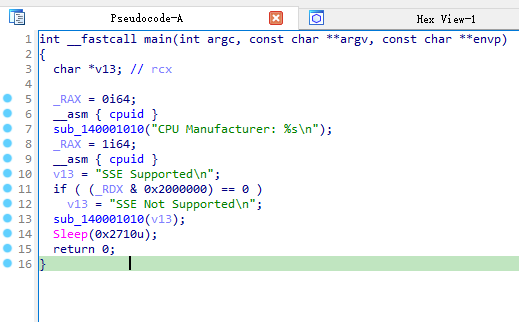 Pseudocode-A
Hex View-1
1 int __fastcall main(int argc, const char **argv, const char **envp)
2 {
3   char *v13; // rcx
4
5   _RAX = 0i64;
6   __asm { cpuid }
7   sub_140001010("CPU Manufacturer: %s\n");
8   _RAX = 1i64;
9   __asm { cpuid }
10   v13 = "SSE Supported\n";
11   if ( (_RDX & 0x2000000) == 0 )
12     v13 = "SSE Not Supported\n";
13   sub_140001010(v13);
14   Sleep(0x2710u);
15   return 0;
16 }